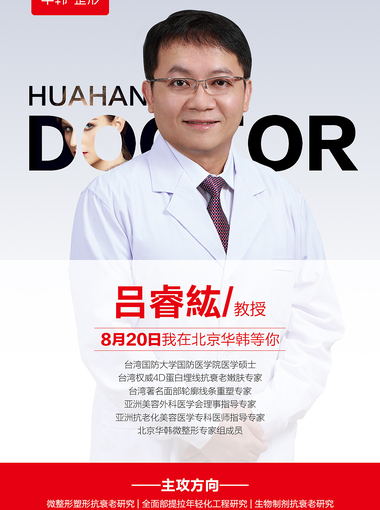 华韩 整形
HUAHAN
DOCTOR
吕睿紘/教授
8月20日我在北京华韩等你
台湾国防大学国防医学院医学硕士
台湾权威4D蛋白埋线抗衰老嫩肤专家
台湾著名面部轮廓线条重塑专家
亚洲美容外科医学会理事指导专家
亚洲抗老化美容医学专科医师指导专家
北京华韩微整形专家组成员
主攻方向
微整形塑形抗衰老研究 | 全面部提拉年轻化工程研究 | 生物制剂抗衰老研究